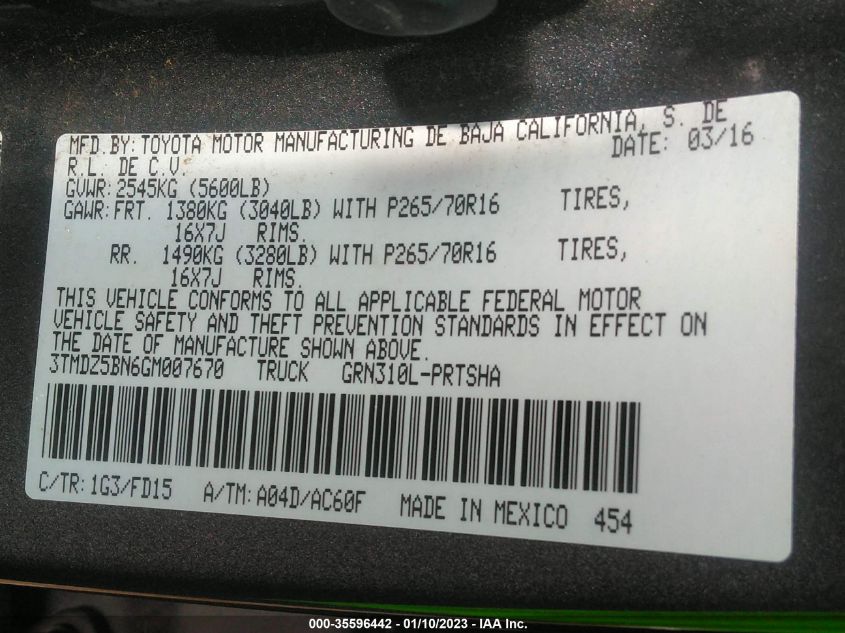 MFD. BY: TOYOTA MOTOR MANUFACTURING DE BAJA CALIFORNIA, S. DE
R.L. DE C.V. DATE: 03/16
GVWR: 2545KG (5600LB)
GAWR: FRT. 1380KG (3040LB) WITH P265/70R16 TIRES,
16X7J RIMS.
RR. 1490KG (3280LB) WITH P265/70R16 TIRES,
16X7J RIMS.
THIS VEHICLE CONFORMS TO ALL APPLICABLE FEDERAL MOTOR
VEHICLE SAFETY AND THEFT PREVENTION STANDARDS IN EFFECT ON
THE DATE OF MANUFACTURE SHOWN ABOVE.
3TMDZ5BN6GM007670 TRUCK GRN310L-PRTSHA
C/TR: 1G3/FD15 A/TM: A04D/AC60F MADE IN MEXICO 454
000-35596442 - 01/10/2023 - IAA Inc.